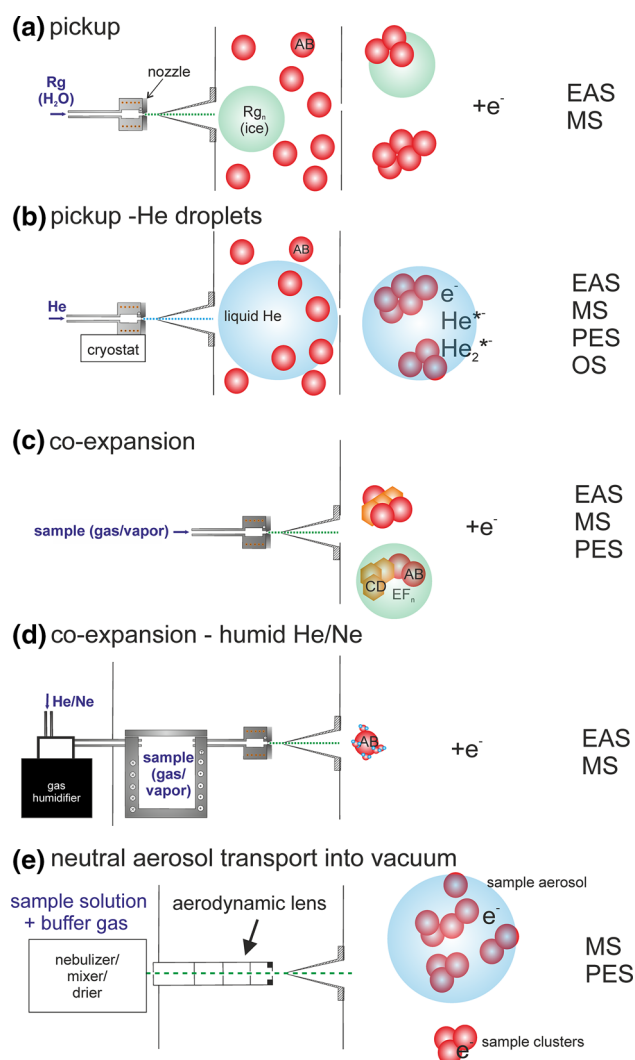 (a) pickup
Rg
(H₂O)
nozzle
AB
Rgₙ
(ice)
+e⁻
EAS
MS
(b) pickup -He droplets
He
cryostat
AB
liquid He
e⁻
He*⁻
He₂*⁻
EAS
MS
PES
OS
(c) co-expansion
sample (gas/vapor)
CD
AB
EFₙ
+e⁻
EAS
MS
PES
(d) co-expansion - humid He/Ne
He/Ne
gas
humidifier
sample
(gas/
vapor)
AB
+e⁻
EAS
MS
(e) neutral aerosol transport into vacuum
sample solution
+ buffer gas
nebulizer/
mixer/
drier
aerodynamic lens
sample aerosol
e⁻
e⁻
sample clusters
MS
PES